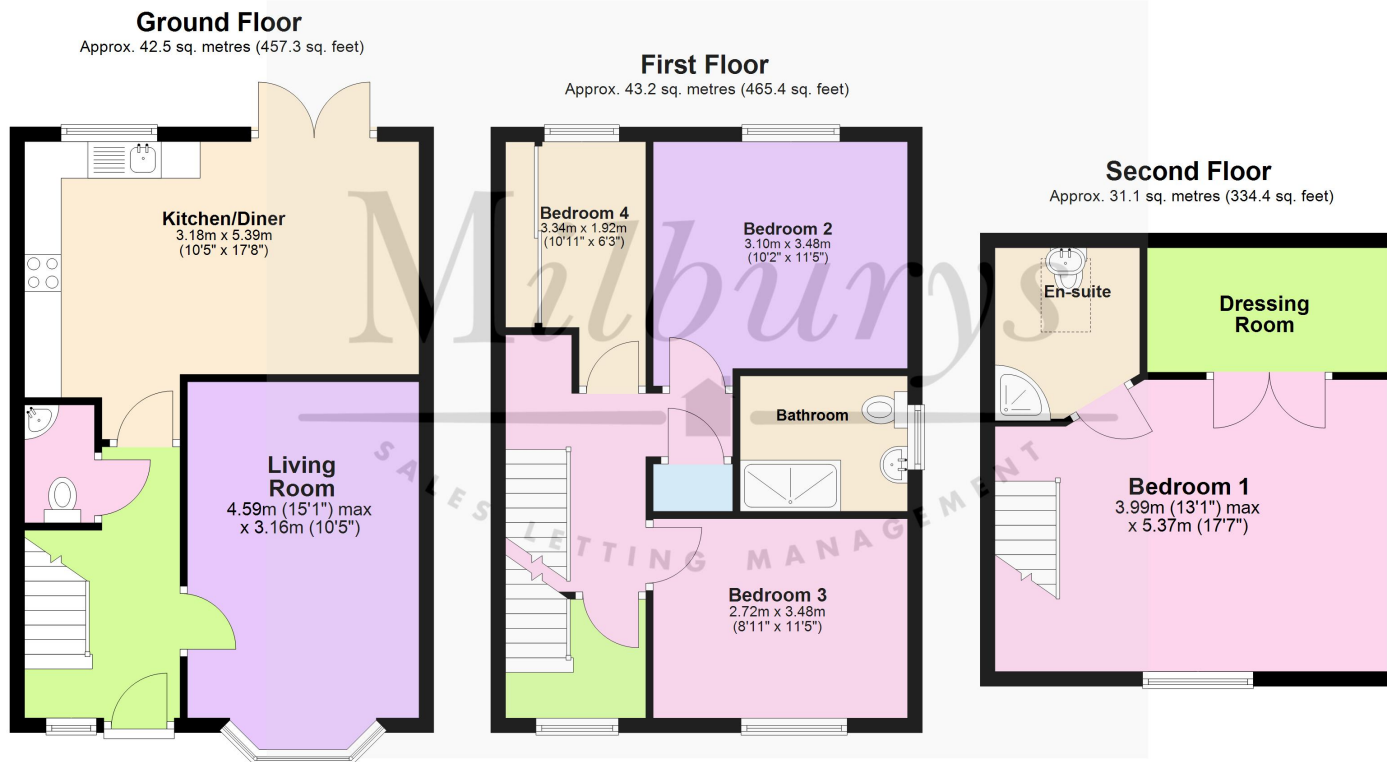 Ground Floor
Approx. 42.5 sq. metres (457.3 sq. feet)
Kitchen/Diner
3.18m x 5.39m
(10'5" x 17'8")
Living
Room
4.59m (15'1") max
x 3.16m (10'5")
First Floor
Approx. 43.2 sq. metres (465.4 sq. feet)
Bedroom 4
3.34m x 1.92m
(10'11" x 6'3")
Bedroom 2
3.10m x 3.48m
(10'2" x 11'5")
Bathroom
Bedroom 3
2.72m x 3.48m
(8'11" x 11'5")
Second Floor
Approx. 31.1 sq. metres (334.4 sq. feet)
En-suite
Dressing
Room
Bedroom 1
3.99m (13'1") max
x 5.37m (17'7")
Milburys
SALES LETTING MANAGEMENT